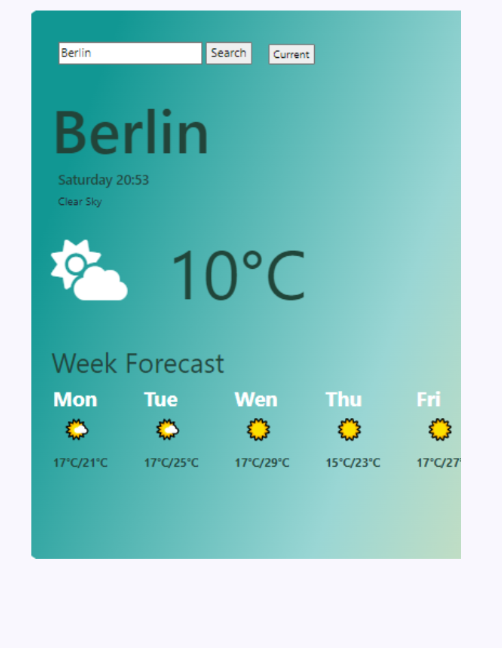 Berlin Search Current
Berlin
Saturday 20:53
Clear Sky
10°C
Week Forecast
Mon Tue Wen Thu Fri
17°C/21°C 17°C/25°C 17°C/29°C 15°C/23°C 17°C/27°